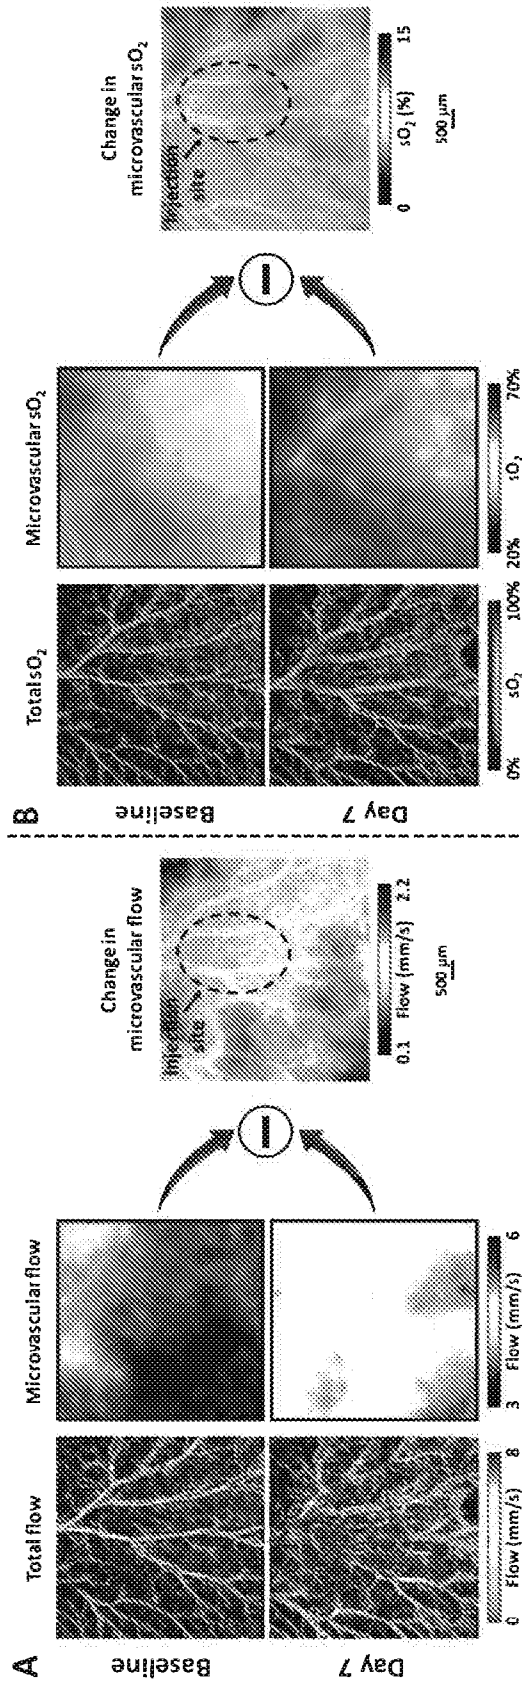 A
Total flow
Microvascular flow
Change in
microvascular flow
Baseline
Day 7
Injection
site
0 Flow (mm/s) 8
3 Flow (mm/s) 6
0.1 Flow (mm/s) 2.2
500 µm
B
Total sO₂
Microvascular sO₂
Change in
microvascular sO₂
Baseline
Day 7
Injection
site
0% sO₂ 100%
20% sO₂ 70%
0 sO₂ (%) 15
500 µm